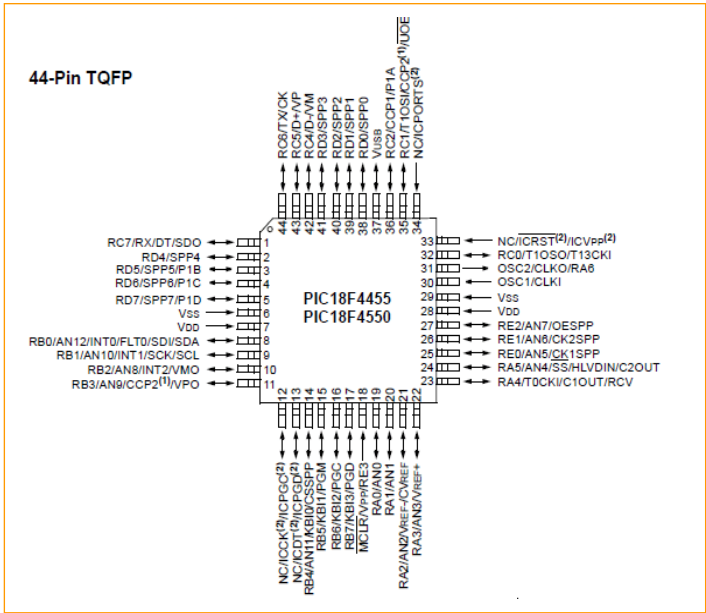 44-Pin TQFP
RC6/TX/CK
RC5/D+/VP
RC4/D-/VM
RD3/SPP3
RD2/SPP2
RD1/SPP1
RD0/SPP0
VUSB
RC2/CCP1/P1A
RC1/T1OSI/CCP2(1)/UOE
NC/ICPORTS(2)
44
43
42
41
40
39
38
37
36
35
34
RC7/RX/DT/SDO
RD4/SPP4
RD5/SPP5/P1B
RD6/SPP6/P1C
RD7/SPP7/P1D
VSS
VDD
RB0/AN12/INT0/FLT0/SDI/SDA
RB1/AN10/INT1/SCK/SCL
RB2/AN8/INT2/VMO
RB3/AN9/CCP2(1)/VPO
1
2
3
4
5
6
7
8
9
10
11
PIC18F4455
PIC18F4550
33
32
31
30
29
28
27
26
25
24
23
NC/ICRST(2)/ICVPP(2)
RC0/T1OSO/T13CKI
OSC2/CLKO/RA6
OSC1/CLKI
VSS
VDD
RE2/AN7/OESPP
RE1/AN6/CK2SPP
RE0/AN5/CK1SPP
RA5/AN4/SS/HLVDIN/C2OUT
RA4/T0CKI/C1OUT/RCV
12
13
14
15
16
17
18
19
20
21
22
NC/ICCK(2)/ICPGC(2)
NC/ICDT(2)/ICPGD(2)
RB4/AN11/KBI0/CSSPP
RB5/KBI1/PGM
RB6/KBI2/PGC
RB7/KBI3/PGD
MCLR/VPP/RE3
RA0/AN0
RA1/AN1
RA2/AN2/VREF-/CVREF
RA3/AN3/VREF+